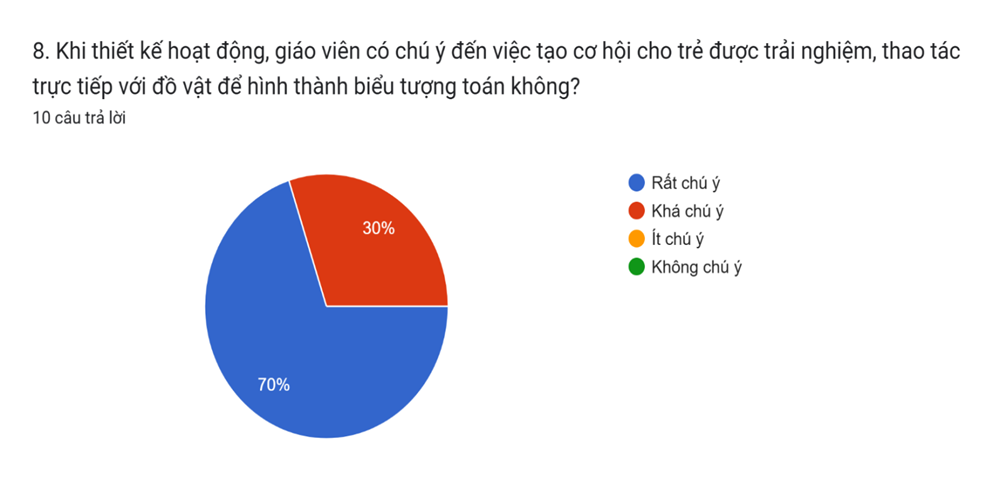 8. Khi thiết kế hoạt động, giáo viên có chú ý đến việc tạo cơ hội cho trẻ được trải nghiệm, thao tác
trực tiếp với đồ vật để hình thành biểu tượng toán không?
10 câu trả lời
Rất chú ý
Khá chú ý
Ít chú ý
Không chú ý
30%
70%